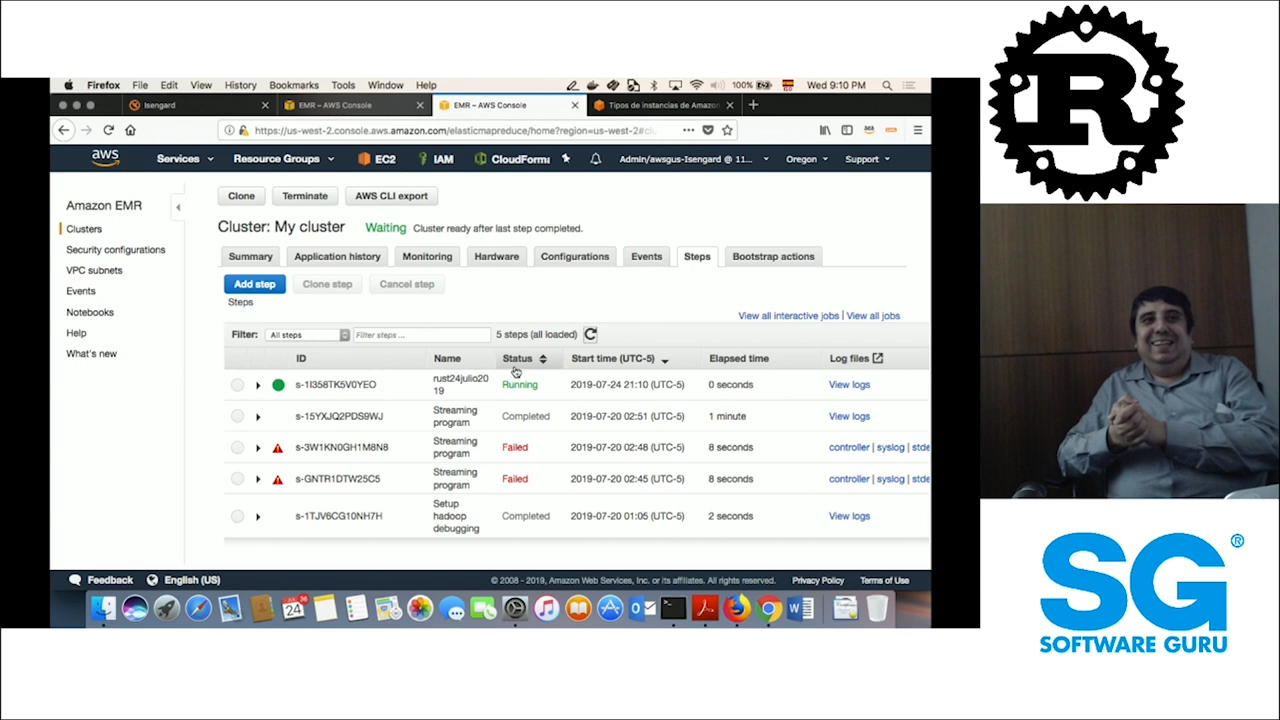 Firefox File Edit View History Bookmarks Tools Window Help 100% Wed 9:10 PM
Isengard EMR – AWS Console EMR – AWS Console Tipos de instancias de Amazon
https://us-west-2.console.aws.amazon.com/elasticmapreduce/home?region=us-west-2#clu
aws Services Resource Groups EC2 IAM CloudForma Admin/awsgus-Isengard @ 11... Oregon Support
Amazon EMR
Clusters
Security configurations
VPC subnets
Events
Notebooks
Help
What's new
Clone Terminate AWS CLI export
Cluster: My cluster Waiting Cluster ready after last step completed.
Summary Application history Monitoring Hardware Configurations Events Steps Bootstrap actions
Add step Clone step Cancel step
Steps
View all interactive jobs | View all jobs
Filter: All steps Filter steps ... 5 steps (all loaded)
ID Name Status Start time (UTC-5) Elapsed time Log files
s-1I358TK5V0YEO rust24julio20 Running 2019-07-24 21:10 (UTC-5) 0 seconds View logs
19
s-15YXJQ2PDS9WJ Streaming program Completed 2019-07-20 02:51 (UTC-5) 1 minute View logs
s-3W1KN0GH1M8N8 Streaming program Failed 2019-07-20 02:48 (UTC-5) 8 seconds controller | syslog | stde
s-GNTR1DTW25C5 Streaming program Failed 2019-07-20 02:45 (UTC-5) 8 seconds controller | syslog | stde
s-1TJV6CG10NH7H Setup hadoop debugging Completed 2019-07-20 01:05 (UTC-5) 2 seconds View logs
Feedback English (US) © 2008 - 2019, Amazon Web Services, Inc. or its affiliates. All rights reserved. Privacy Policy Terms of Use
JUL
24
R
SG®
SOFTWARE GURU